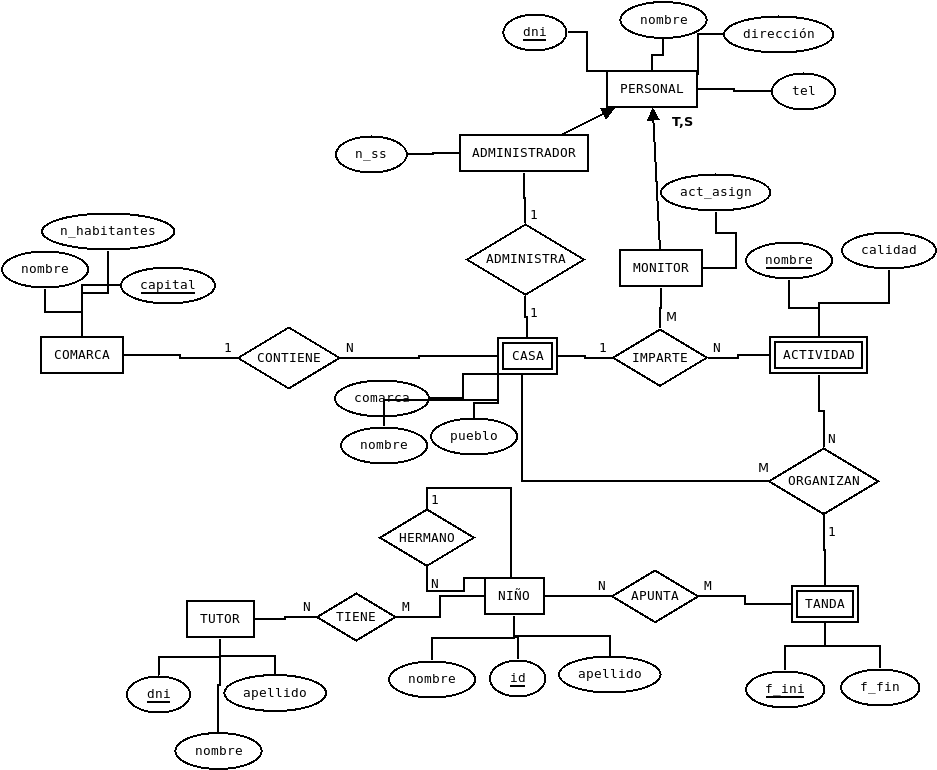 nombre
dni
dirección
PERSONAL
tel
T,S
n_ss
ADMINISTRADOR
act_asign
1
n_habitantes
nombre
capital
ADMINISTRA
MONITOR
nombre
calidad
1
M
COMARCA
1
CONTIENE
N
CASA
1
IMPARTE
N
ACTIVIDAD
comarca
nombre
pueblo
N
M
ORGANIZAN
1
HERMANO
1
N
TUTOR
N
TIENE
M
NIÑO
N
APUNTA
M
TANDA
dni
apellido
nombre
nombre
id
apellido
f_ini
f_fin